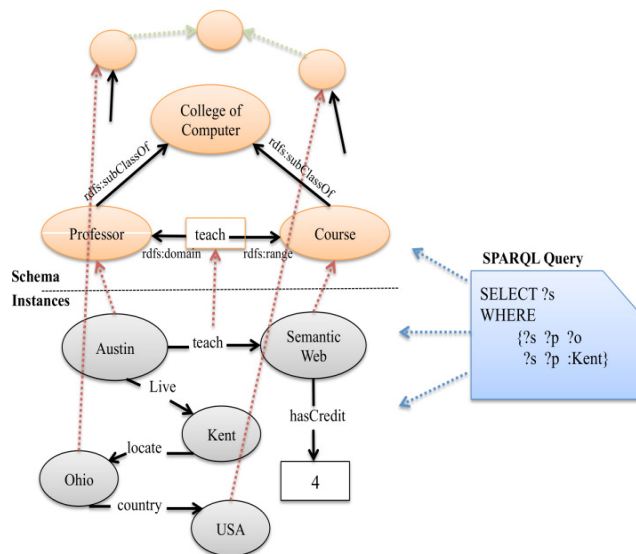 College of
Computer
rdfs:subClassOf
rdfs:subClassOf
Professor
teach
Course
rdfs:domain
rdfs:range
Schema
Instances
SPARQL Query
SELECT ?s
WHERE
{?s ?p ?o
?s ?p :Kent}
Austin
teach
Semantic
Web
Live
hasCredit
Kent
locate
Ohio
4
country
USA